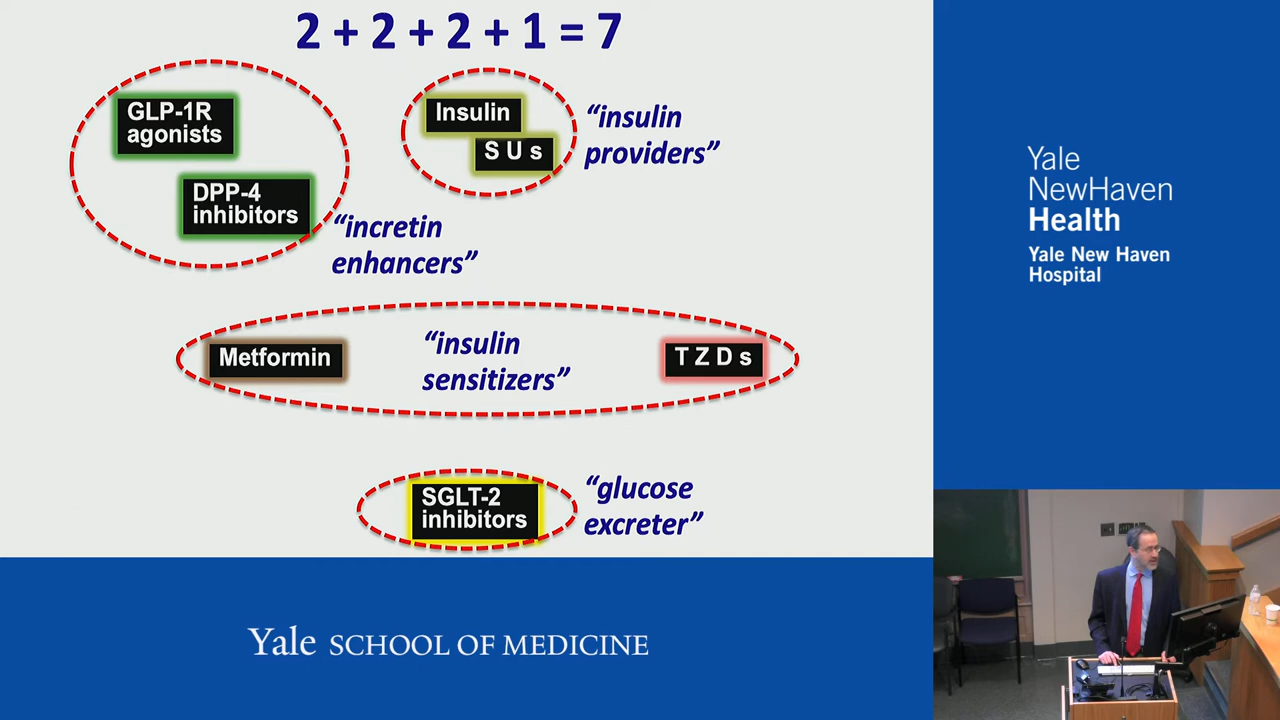 2 + 2 + 2 + 1 = 7
GLP-1R
agonists
DPP-4
inhibitors
“incretin
enhancers”
Insulin
S U s
“insulin
providers”
Metformin
“insulin
sensitizers”
T Z D s
SGLT-2
inhibitors
“glucose
excreter”
Yale SCHOOL OF MEDICINE
Yale
NewHaven
Health
Yale New Haven
Hospital